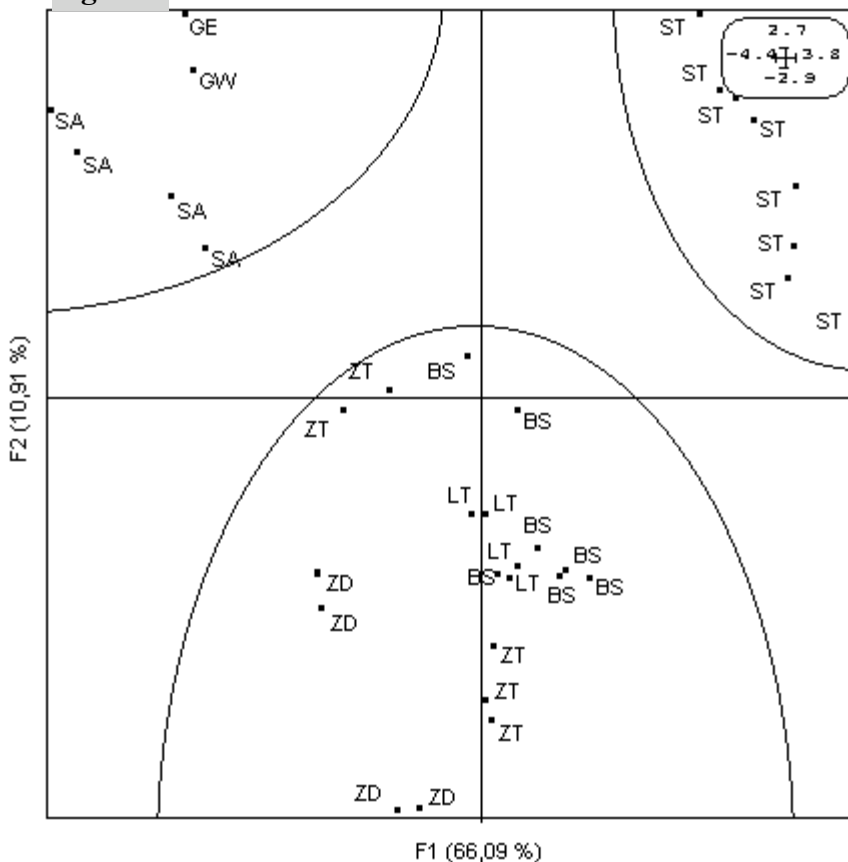 GE
ST
2.7
-4.4 3.8
-2.9
GW
ST
SA
ST
ST
SA
ST
SA
ST
SA
ST
ST
F2 (10,91 %)
ZT
BS
ZT
BS
LT
LT
BS
LT
BS
BS
LT
BS
BS
ZD
ZD
ZT
ZT
ZT
ZD
ZD
F1 (66,09 %)